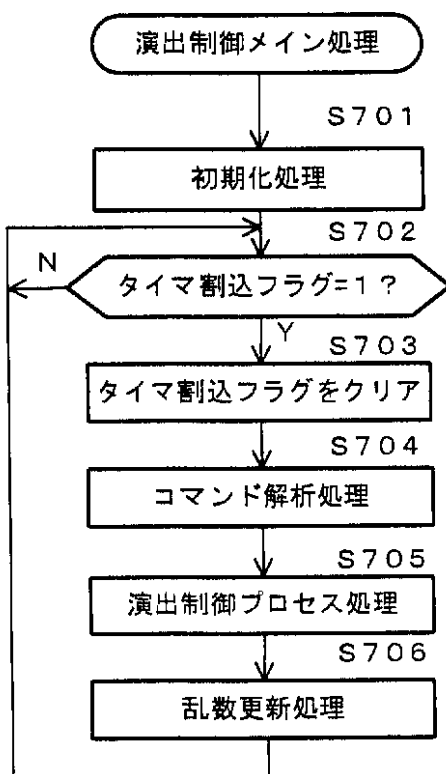 演出制御メイン処理
S701
初期化処理
S702
N
タイマ割込フラグ=1?
Y
S703
タイマ割込フラグをクリア
S704
コマンド解析処理
S705
演出制御プロセス処理
S706
乱数更新処理